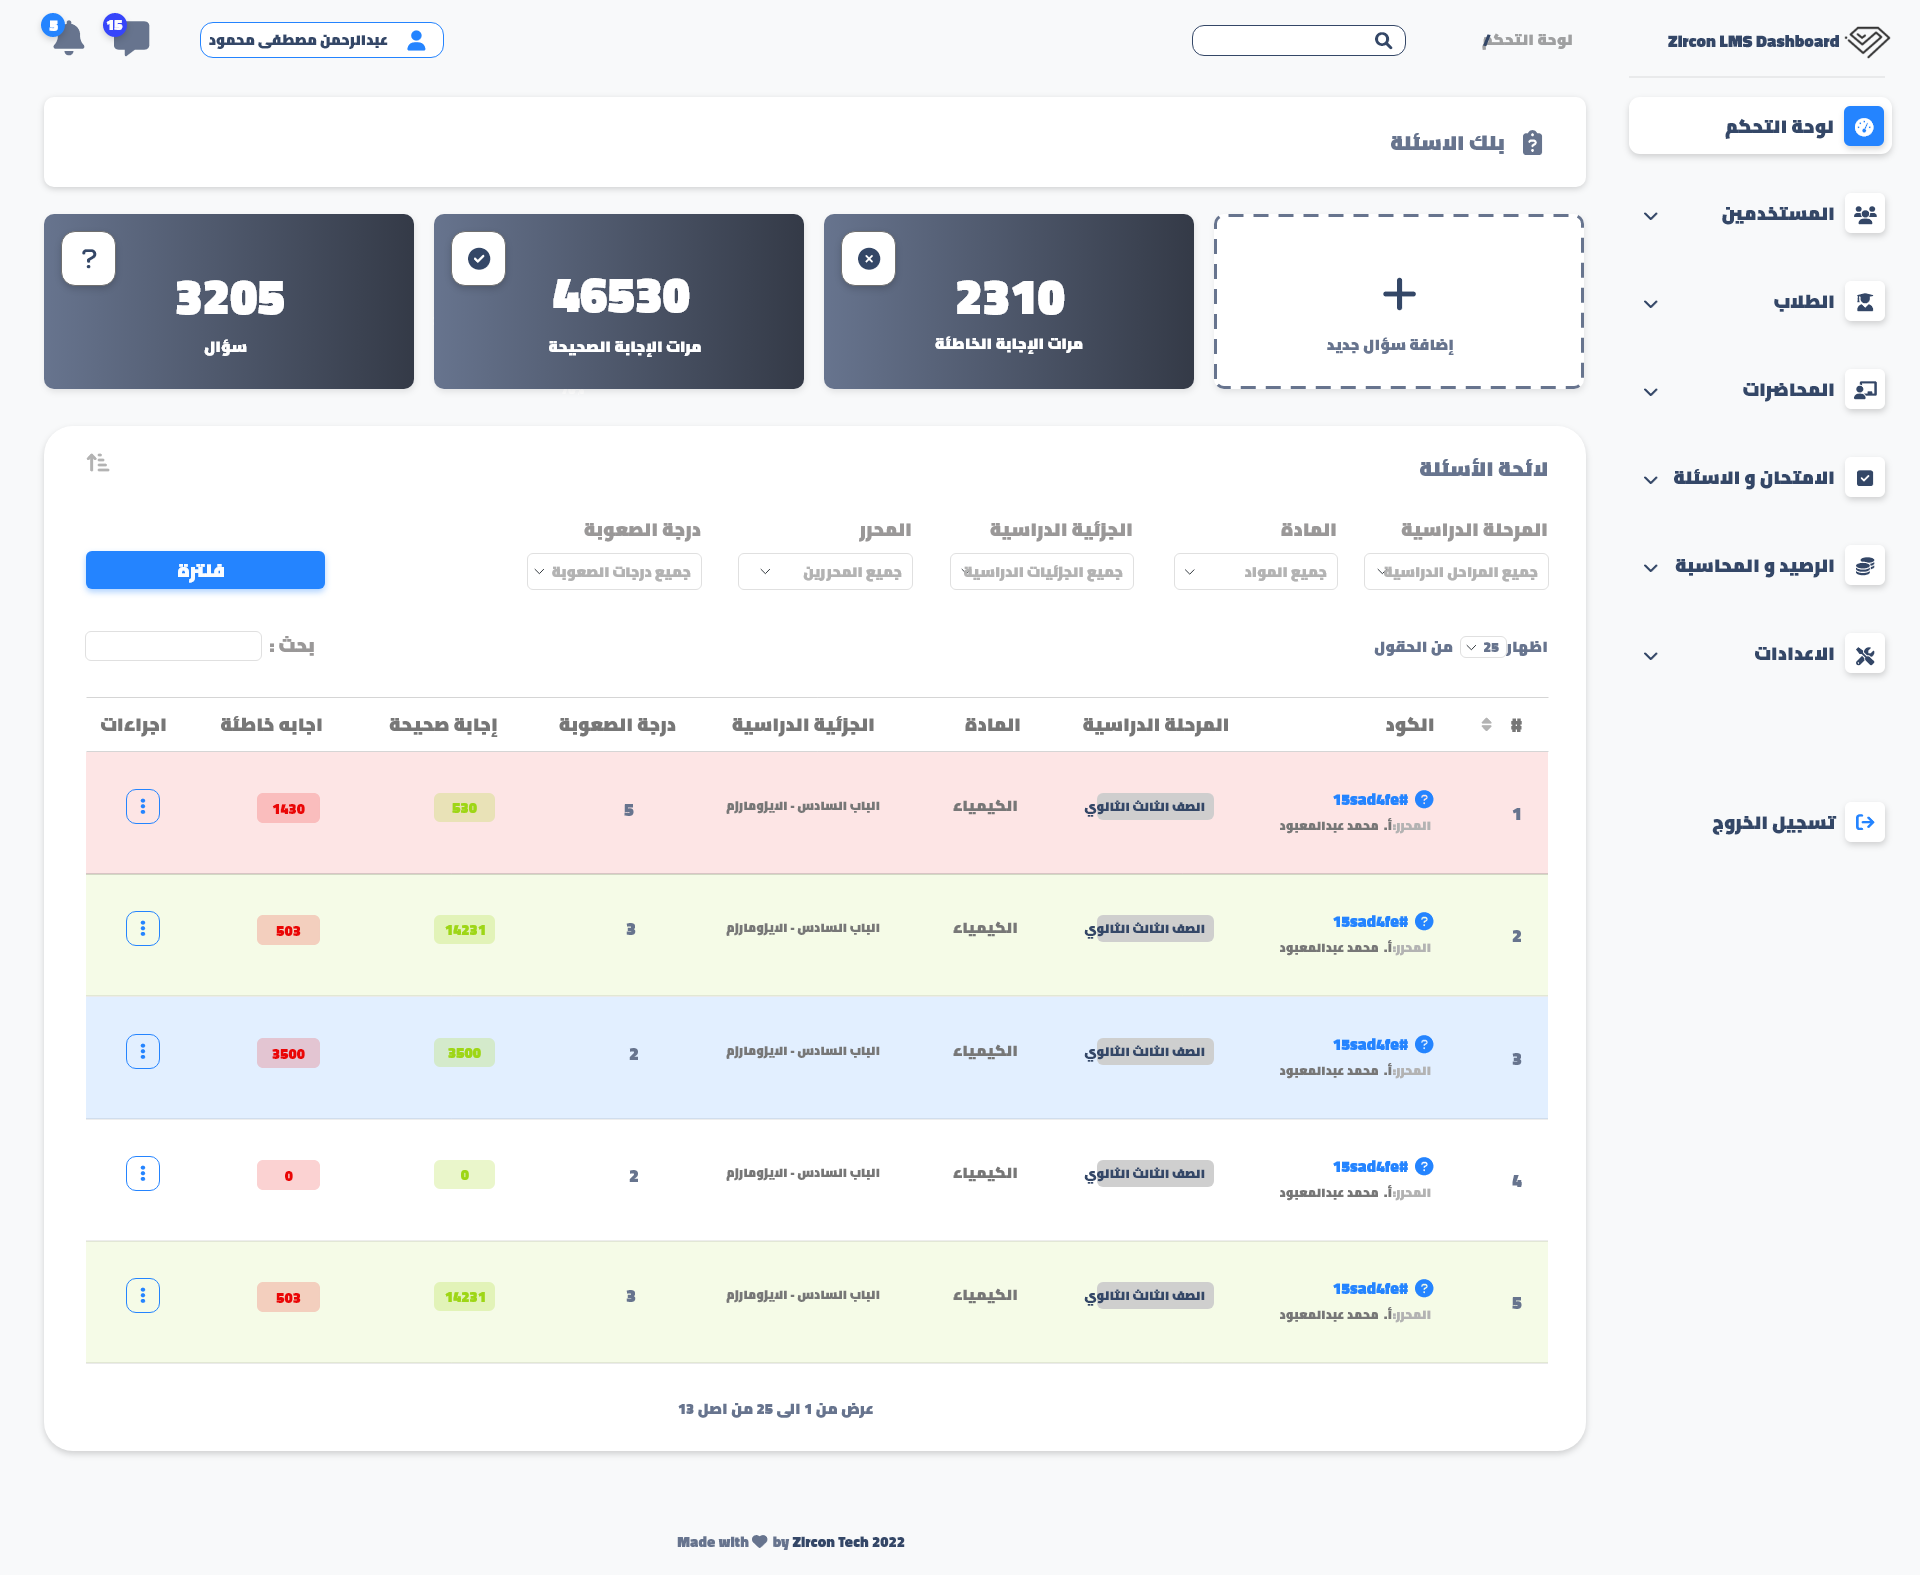 Zircon LMS Dashboard
لوحة التحكم /
عبدالرحمن مصطفى محمود
15
5
لوحة التحكم
المستخدمين
الطلاب
المحاضرات
الامتحان و الاسئلة
الرصيد و المحاسبة
الاعدادات
تسجيل الخروج
بنك الاسئلة
إضافة سؤال جديد
2310
مرات الإجابة الخاطئة
46530
مرات الإجابة الصحيحة
?
3205
سؤال
لائحة الأسئلة
المرحلة الدراسية المادة الجزئية الدراسية المحرر درجة الصعوبة
جميع المراحل الدراسية جميع المواد جميع الجزئيات الدراسية جميع المحررين جميع درجات الصعوبة
فلترة
اظهار 25 من الحقول
بحث :
# الكود المرحلة الدراسية المادة الجزئية الدراسية درجة الصعوبة إجابة صحيحة اجابه خاطئة اجراءات
1 #15sad4fe الصف الثالث الثانوي الكيميياء الباب السادس - الايزومارزم 5 530 1430
المحرر: أ. محمد عبدالمعبود
2 #15sad4fe الصف الثالث الثانوي الكيميياء الباب السادس - الايزومارزم 3 14231 503
المحرر: أ. محمد عبدالمعبود
3 #15sad4fe الصف الثالث الثانوي الكيميياء الباب السادس - الايزومارزم 2 3500 3500
المحرر: أ. محمد عبدالمعبود
4 #15sad4fe الصف الثالث الثانوي الكيميياء الباب السادس - الايزومارزم 2 0 0
المحرر: أ. محمد عبدالمعبود
5 #15sad4fe الصف الثالث الثانوي الكيميياء الباب السادس - الايزومارزم 3 14231 503
المحرر: أ. محمد عبدالمعبود
عرض من 1 الى 25 من اصل 13
Made with by Zircon Tech 2022